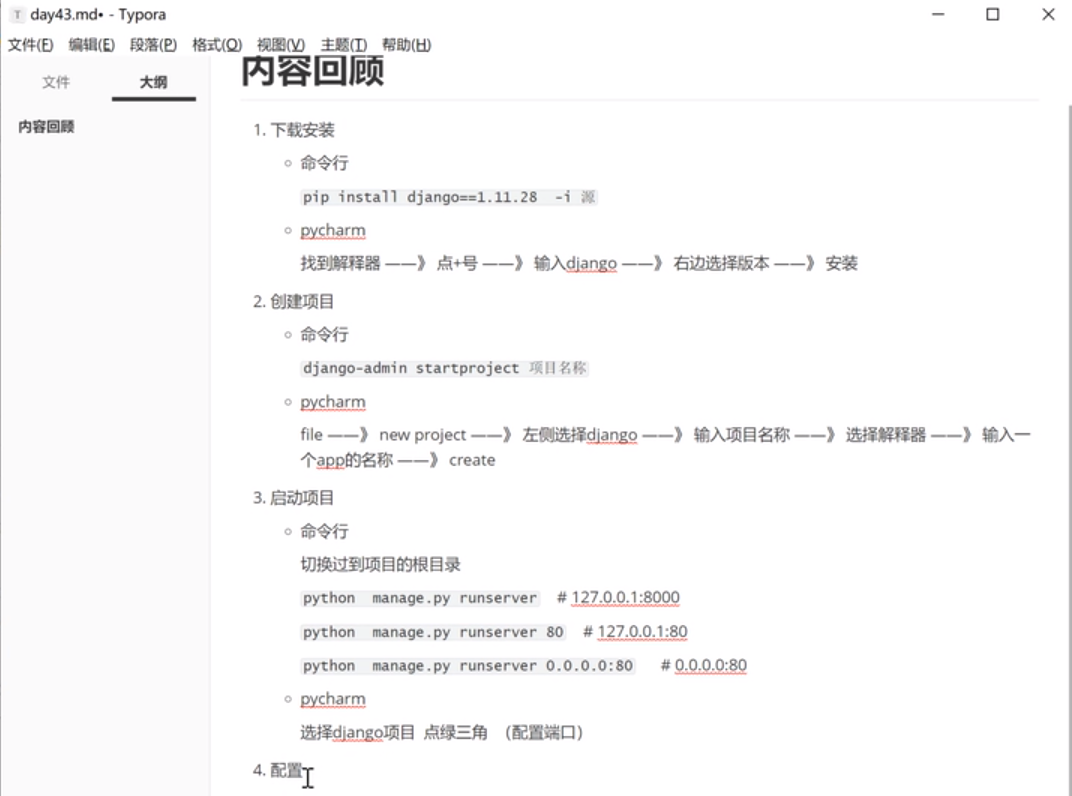 day43.md• - Typora
文件(F) 编辑(E) 段落(P) 格式(O) 视图(V) 主题(T) 帮助(H)
文件 大纲
内容回顾
内容回顾
1. 下载安装
命令行
pip install django==1.11.28 -i 源
pycharm
找到解释器 ——》 点+号 ——》 输入django ——》 右边选择版本 ——》 安装
2. 创建项目
命令行
django-admin startproject 项目名称
pycharm
file ——》 new project ——》 左侧选择django ——》 输入项目名称 ——》 选择解释器 ——》 输入一
个app的名称 ——》 create
3. 启动项目
命令行
切换过到项目的根目录
python manage.py runserver # 127.0.0.1:8000
python manage.py runserver 80 # 127.0.0.1:80
python manage.py runserver 0.0.0.0:80 # 0.0.0.0:80
pycharm
选择django项目 点绿三角 （配置端口）
4. 配置